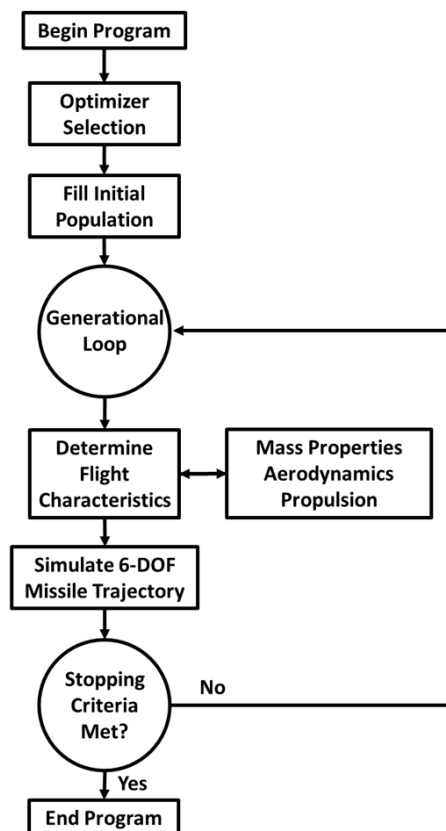 Begin Program
Optimizer
Selection
Fill Initial
Population
Generational
Loop
Determine
Flight
Characteristics
Mass Properties
Aerodynamics
Propulsion
Simulate 6-DOF
Missile Trajectory
Stopping
Criteria
Met?
No
Yes
End Program